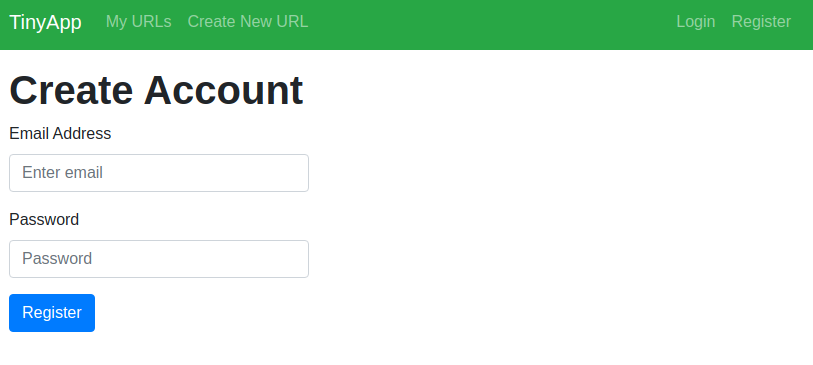 TinyApp My URLs Create New URL Login Register
Create Account
Email Address
Enter email
Password
Password
Register